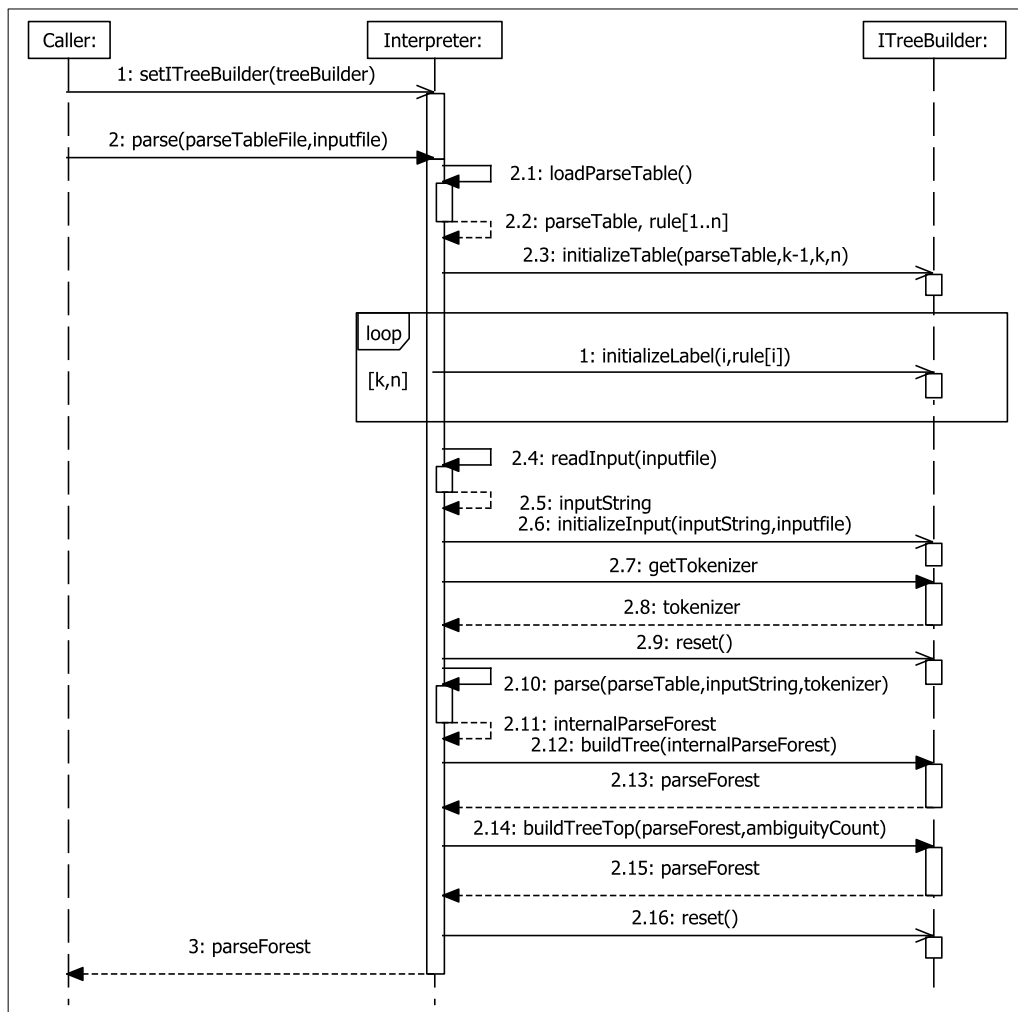 Caller:
Interpreter:
ITreeBuilder:
1: setITreeBuilder(treeBuilder)
2: parse(parseTableFile,inputfile)
2.1: loadParseTable()
2.2: parseTable, rule[1..n]
2.3: initializeTable(parseTable,k-1,k,n)
loop
1: initializeLabel(i,rule[i])
[k,n]
2.4: readInput(inputfile)
2.5: inputString
2.6: initializeInput(inputString,inputfile)
2.7: getTokenizer
2.8: tokenizer
2.9: reset()
2.10: parse(parseTable,inputString,tokenizer)
2.11: internalParseForest
2.12: buildTree(internalParseForest)
2.13: parseForest
2.14: buildTreeTop(parseForest,ambiguityCount)
2.15: parseForest
2.16: reset()
3: parseForest